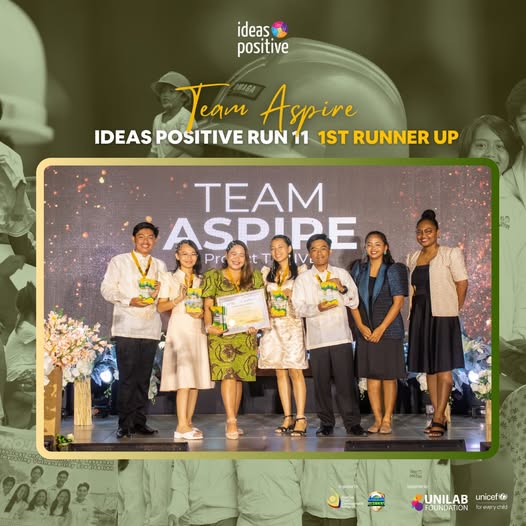 ideas
positive
Team Aspire
IDEAS POSITIVE RUN 11 1ST RUNNER UP
TEAM
ASPIRE
UNILAB
FOUNDATION
unicef
for every child